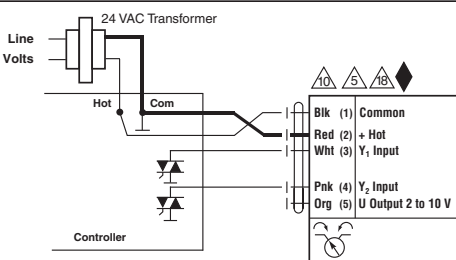 24 VAC Transformer
Line
Volts
10 5 18
Hot Com
Blk (1) Common
Red (2) + Hot
Wht (3) Y₁ Input
Pnk (4) Y₂ Input
Org (5) U Output 2 to 10 V
Controller